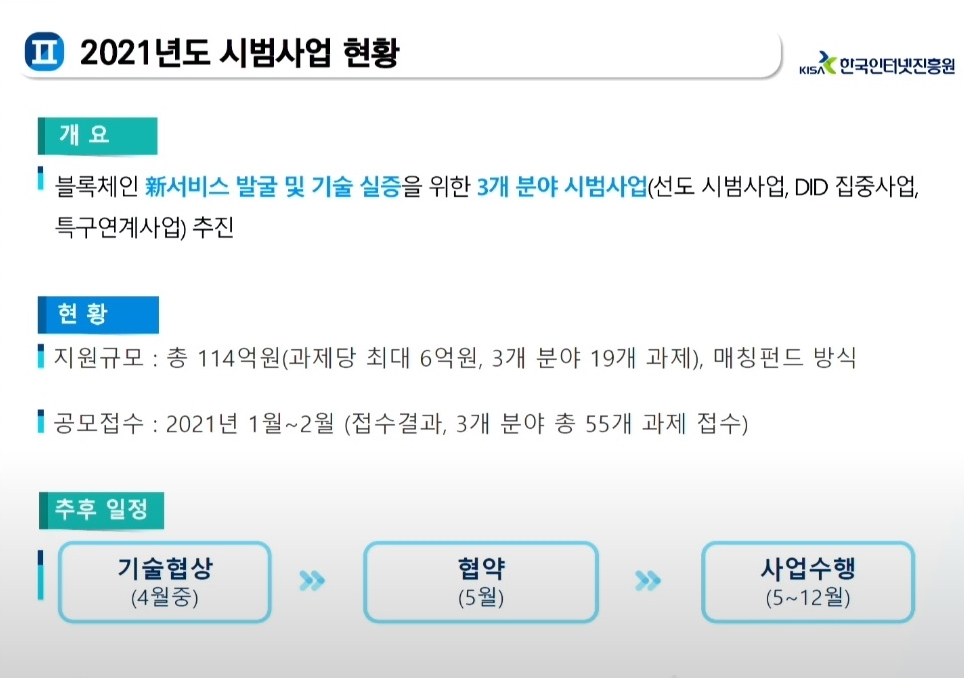 Ⅱ 2021년도 시범사업 현황
KISA 한국인터넷진흥원
개 요
블록체인 新서비스 발굴 및 기술 실증을 위한 3개 분야 시범사업(선도 시범사업, DID 집중사업,
특구연계사업) 추진
현 황
지원규모 : 총 114억원(과제당 최대 6억원, 3개 분야 19개 과제), 매칭펀드 방식
공모접수 : 2021년 1월~2월 (접수결과, 3개 분야 총 55개 과제 접수)
추후 일정
기술협상
(4월중)
협약
(5월)
사업수행
(5~12월)